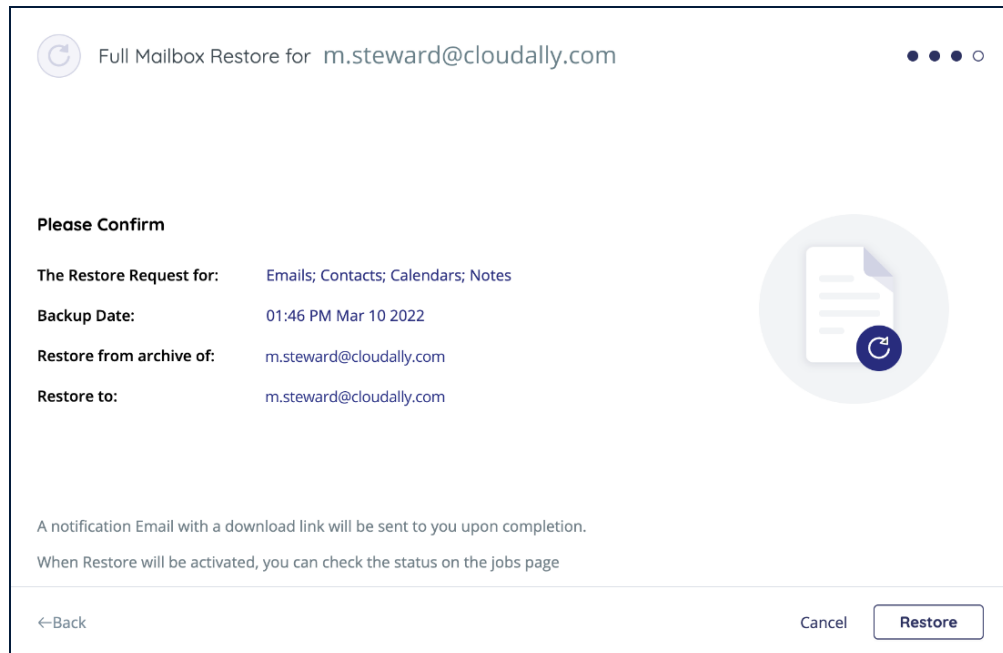 Full Mailbox Restore for m.steward@cloudally.com
Please Confirm
The Restore Request for: Emails; Contacts; Calendars; Notes
Backup Date: 01:46 PM Mar 10 2022
Restore from archive of: m.steward@cloudally.com
Restore to: m.steward@cloudally.com
A notification Email with a download link will be sent to you upon completion.
When Restore will be activated, you can check the status on the jobs page
←Back Cancel Restore